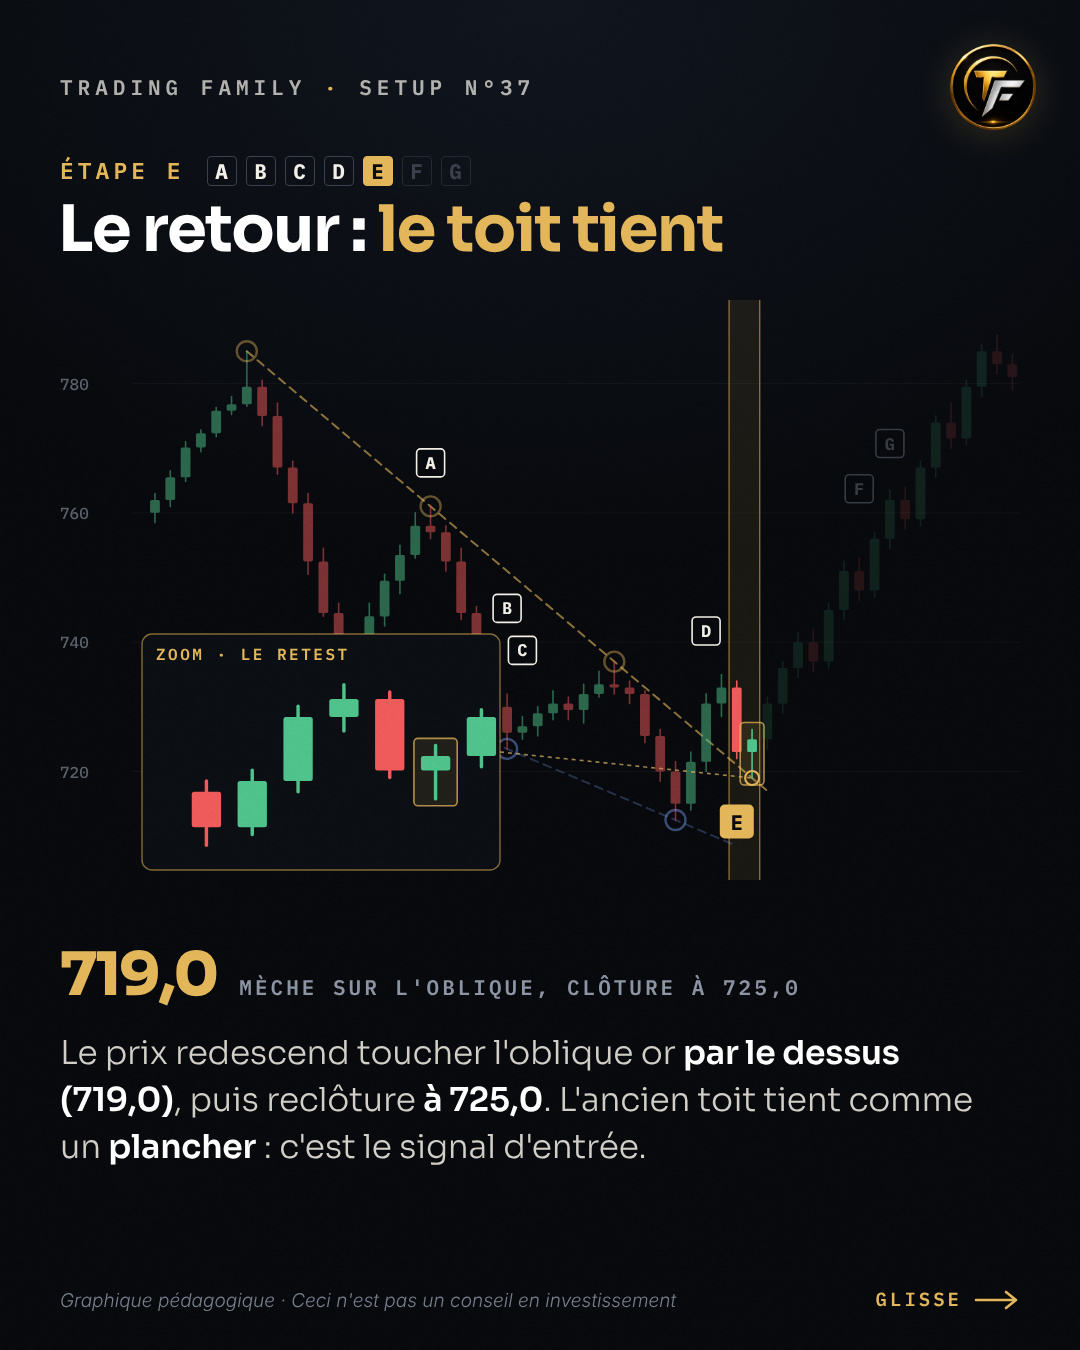 TRADING FAMILY · SETUP N°37
TF
ÉTAPE E A B C D E F G
Le retour : le toit tient
780
760
740
720
A
B
C
D
E
F
G
ZOOM · LE RETEST
719,0 MÈCHE SUR L'OBLIQUE, CLÔTURE À 725,0
Le prix redescend toucher l'oblique or par le dessus
(719,0), puis reclôture à 725,0. L'ancien toit tient comme
un plancher : c'est le signal d'entrée.
Graphique pédagogique · Ceci n'est pas un conseil en investissement
GLISSE